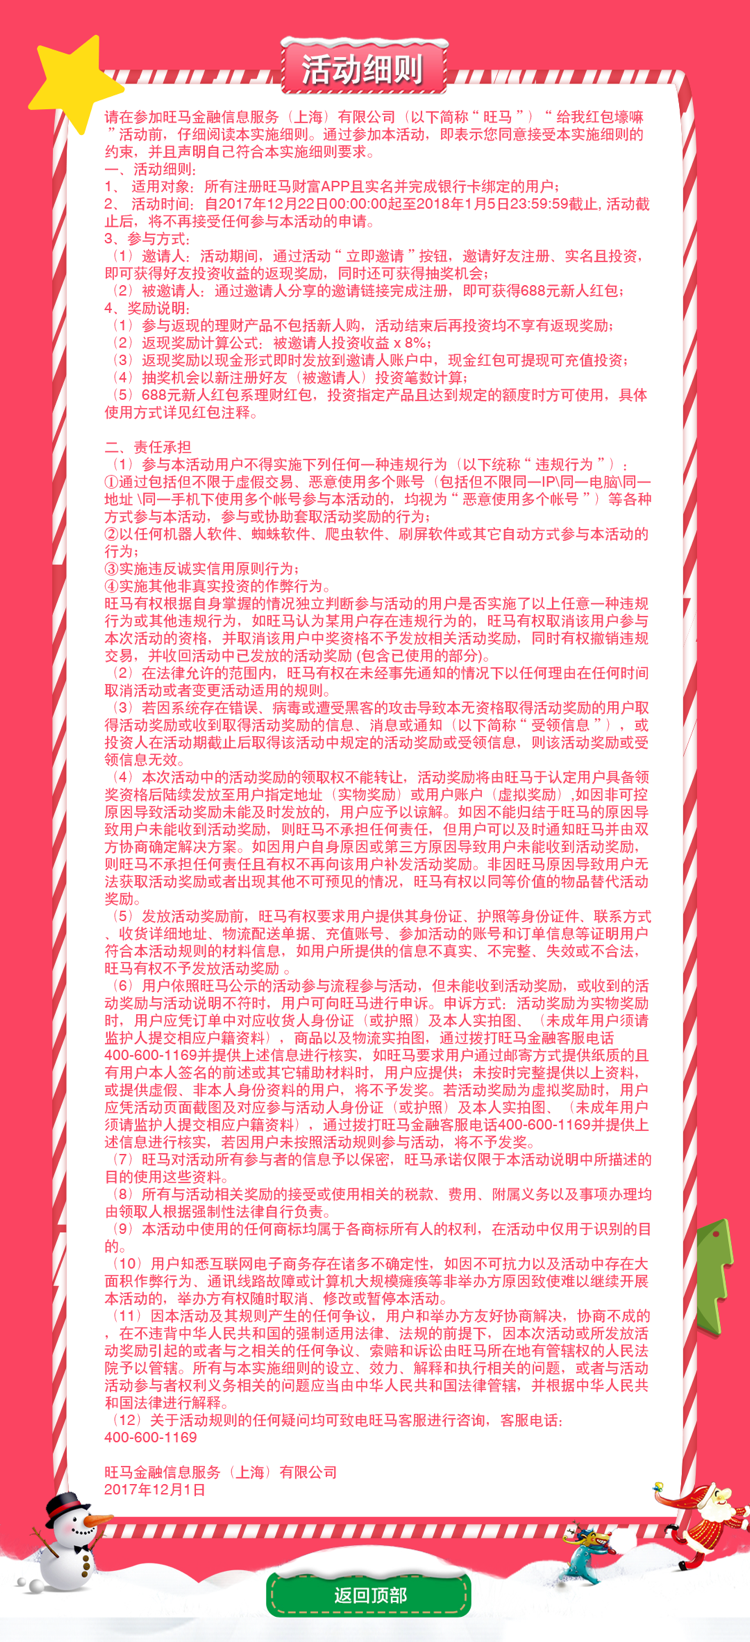 活动细则
请在参加旺马金融信息服务（上海）有限公司（以下简称“旺马”）“给我红包壕嘛
”活动前，仔细阅读本实施细则。通过参加本活动，即表示您同意接受本实施细则的
约束，并且声明自己符合本实施细则要求。
一、活动细则：
1、 适用对象：所有注册旺马财富APP且实名并完成银行卡绑定的用户；
2、 活动时间：自2017年12月22日00:00:00起至2018年1月5日23:59:59截止, 活动截
止后，将不再接受任何参与本活动的申请。
3、参与方式：
（1）邀请人：活动期间，通过活动“立即邀请”按钮，邀请好友注册、实名且投资，
即可获得好友投资收益的返现奖励，同时还可获得抽奖机会；
（2）被邀请人：通过邀请人分享的邀请链接完成注册，即可获得688元新人红包；
4、奖励说明：
（1）参与返现的理财产品不包括新人购，活动结束后再投资均不享有返现奖励；
（2）返现奖励计算公式：被邀请人投资收益 x 8%；
（3）返现奖励以现金形式即时发放到邀请人账户中，现金红包可提现可充值投资；
（4）抽奖机会以新注册好友（被邀请人）投资笔数计算；
（5）688元新人红包系理财红包，投资指定产品且达到规定的额度时方可使用，具体
使用方式详见红包注释。
二、责任承担
（1）参与本活动用户不得实施下列任何一种违规行为（以下统称“违规行为”）：
①通过包括但不限于虚假交易、恶意使用多个账号（包括但不限同一IP\同一电脑\同一
地址 \同一手机下使用多个帐号参与本活动的，均视为“恶意使用多个帐号”）等各种
方式参与本活动，参与或协助套取活动奖励的行为；
②以任何机器人软件、蜘蛛软件、爬虫软件、刷屏软件或其它自动方式参与本活动的
行为；
③实施违反诚实信用原则行为；
④实施其他非真实投资的作弊行为。
旺马有权根据自身掌握的情况独立判断参与活动的用户是否实施了以上任意一种违规
行为或其他违规行为，如旺马认为某用户存在违规行为的，旺马有权取消该用户参与
本次活动的资格，并取消该用户中奖资格不予发放相关活动奖励，同时有权撤销违规
交易，并收回活动中已发放的活动奖励 (包含已使用的部分)。
（2）在法律允许的范围内，旺马有权在未经事先通知的情况下以任何理由在任何时间
取消活动或者变更活动适用的规则。
（3）若因系统存在错误、病毒或遭受黑客的攻击导致本无资格取得活动奖励的用户取
得活动奖励或收到取得活动奖励的信息、消息或通知（以下简称“受领信息”），或
投资人在活动期截止后取得该活动中规定的活动奖励或受领信息，则该活动奖励或受
领信息无效。
（4）本次活动中的活动奖励的领取权不能转让，活动奖励将由旺马于认定用户具备领
奖资格后陆续发放至用户指定地址（实物奖励）或用户账户（虚拟奖励）,如因非可控
原因导致活动奖励未能及时发放的，用户应予以谅解。如因不能归结于旺马的原因导
致用户未能收到活动奖励，则旺马不承担任何责任，但用户可以及时通知旺马并由双
方协商确定解决方案。如因用户自身原因或第三方原因导致用户未能收到活动奖励，
则旺马不承担任何责任且有权不再向该用户补发活动奖励。非因旺马原因导致用户无
法获取活动奖励或者出现其他不可预见的情况，旺马有权以同等价值的物品替代活动
奖励。
（5）发放活动奖励前，旺马有权要求用户提供其身份证、护照等身份证件、联系方式
、收货详细地址、物流配送单据、充值账号、参加活动的账号和订单信息等证明用户
符合本活动规则的材料信息，如用户所提供的信息不真实、不完整、失效或不合法，
旺马有权不予发放活动奖励 。
（6）用户依照旺马公示的活动参与流程参与活动，但未能收到活动奖励，或收到的活
动奖励与活动说明不符时，用户可向旺马进行申诉。申诉方式：活动奖励为实物奖励
时，用户应凭订单中对应收货人身份证（或护照）及本人实拍图、（未成年用户须请
监护人提交相应户籍资料），商品以及物流实拍图，通过拨打旺马金融客服电话
400-600-1169并提供上述信息进行核实，如旺马要求用户通过邮寄方式提供纸质的且
有用户本人签名的前述或其它辅助材料时，用户应提供；未按时完整提供以上资料，
或提供虚假、非本人身份资料的用户，将不予发奖。若活动奖励为虚拟奖励时，用户
应凭活动页面截图及对应参与活动人身份证（或护照）及本人实拍图、（未成年用户
须请监护人提交相应户籍资料），通过拨打旺马金融客服电话400-600-1169并提供上
述信息进行核实，若因用户未按照活动规则参与活动，将不予发奖。
（7）旺马对活动所有参与者的信息予以保密，旺马承诺仅限于本活动说明中所描述的
目的使用这些资料。
（8）所有与活动相关奖励的接受或使用相关的税款、费用、附属义务以及事项办理均
由领取人根据强制性法律自行负责。
（9）本活动中使用的任何商标均属于各商标所有人的权利，在活动中仅用于识别的目
的。
（10）用户知悉互联网电子商务存在诸多不确定性，如因不可抗力以及活动中存在大
面积作弊行为、通讯线路故障或计算机大规模瘫痪等非举办方原因致使难以继续开展
本活动的，举办方有权随时取消、修改或暂停本活动。
（11）因本活动及其规则产生的任何争议，用户和举办方友好协商解决，协商不成的
，在不违背中华人民共和国的强制适用法律、法规的前提下，因本次活动或所发放活
动奖励引起的或者与之相关的任何争议、索赔和诉讼由旺马所在地有管辖权的人民法
院予以管辖。所有与本实施细则的设立、效力、解释和执行相关的问题，或者与活动
活动参与者权利义务相关的问题应当由中华人民共和国法律管辖，并根据中华人民共
和国法律进行解释。
（12）关于活动规则的任何疑问均可致电旺马客服进行咨询，客服电话：
400-600-1169
旺马金融信息服务（上海）有限公司
2017年12月1日
返回顶部